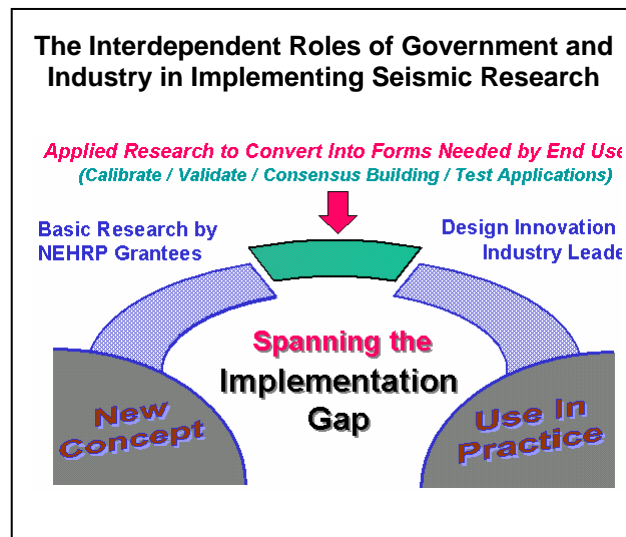 The Interdependent Roles of Government and
Industry in Implementing Seismic Research
Applied Research to Convert Into Forms Needed by End Use
(Calibrate / Validate / Consensus Building / Test Applications)
Basic Research by
NEHRP Grantees
Design Innovation
Industry Leade
Spanning the
Implementation
Gap
New
Concept
Use In
Practice